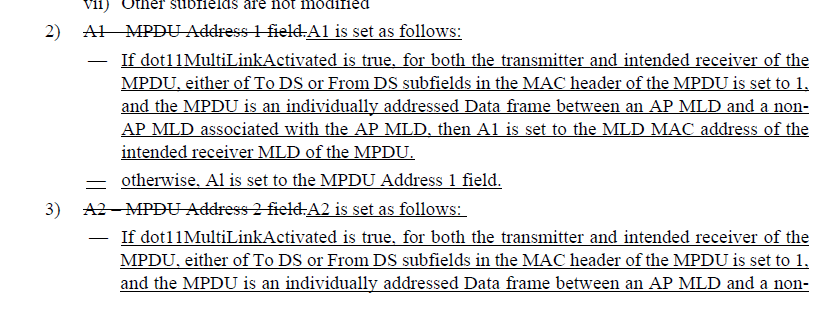 vii) Other subfields are not modified
2) A1 – MPDU Address 1 field.A1 is set as follows:
— If dot11MultiLinkActivated is true, for both the transmitter and intended receiver of the
MPDU, either of To DS or From DS subfields in the MAC header of the MPDU is set to 1,
and the MPDU is an individually addressed Data frame between an AP MLD and a non-
AP MLD associated with the AP MLD, then A1 is set to the MLD MAC address of the
intended receiver MLD of the MPDU.
— otherwise, Al is set to the MPDU Address 1 field.
3) A2 – MPDU Address 2 field.A2 is set as follows:
— If dot11MultiLinkActivated is true, for both the transmitter and intended receiver of the
MPDU, either of To DS or From DS subfields in the MAC header of the MPDU is set to 1,
and the MPDU is an individually addressed Data frame between an AP MLD and a non-